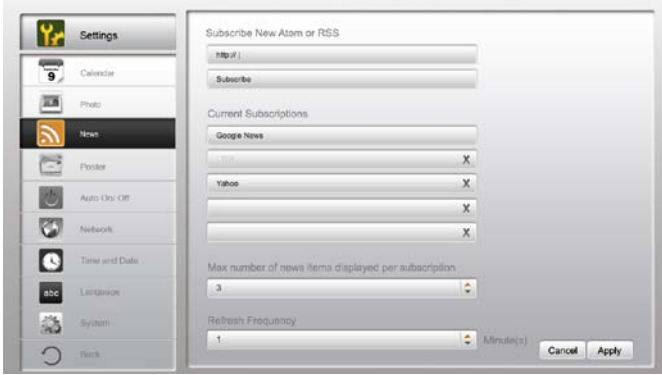 Settings
9
Calendar
Photo
News
Poster
Auto On/ Off
Network
Time and Date
abc
Language
System
Back
Subscribe New Atom or RSS
http:// |
Subscribe
Current Subscriptions
Google News
X
Yahoo X
X
X
Max number of news items displayed per subscription
3
Refresh Frequency
1 Minute(s)
Cancel Apply